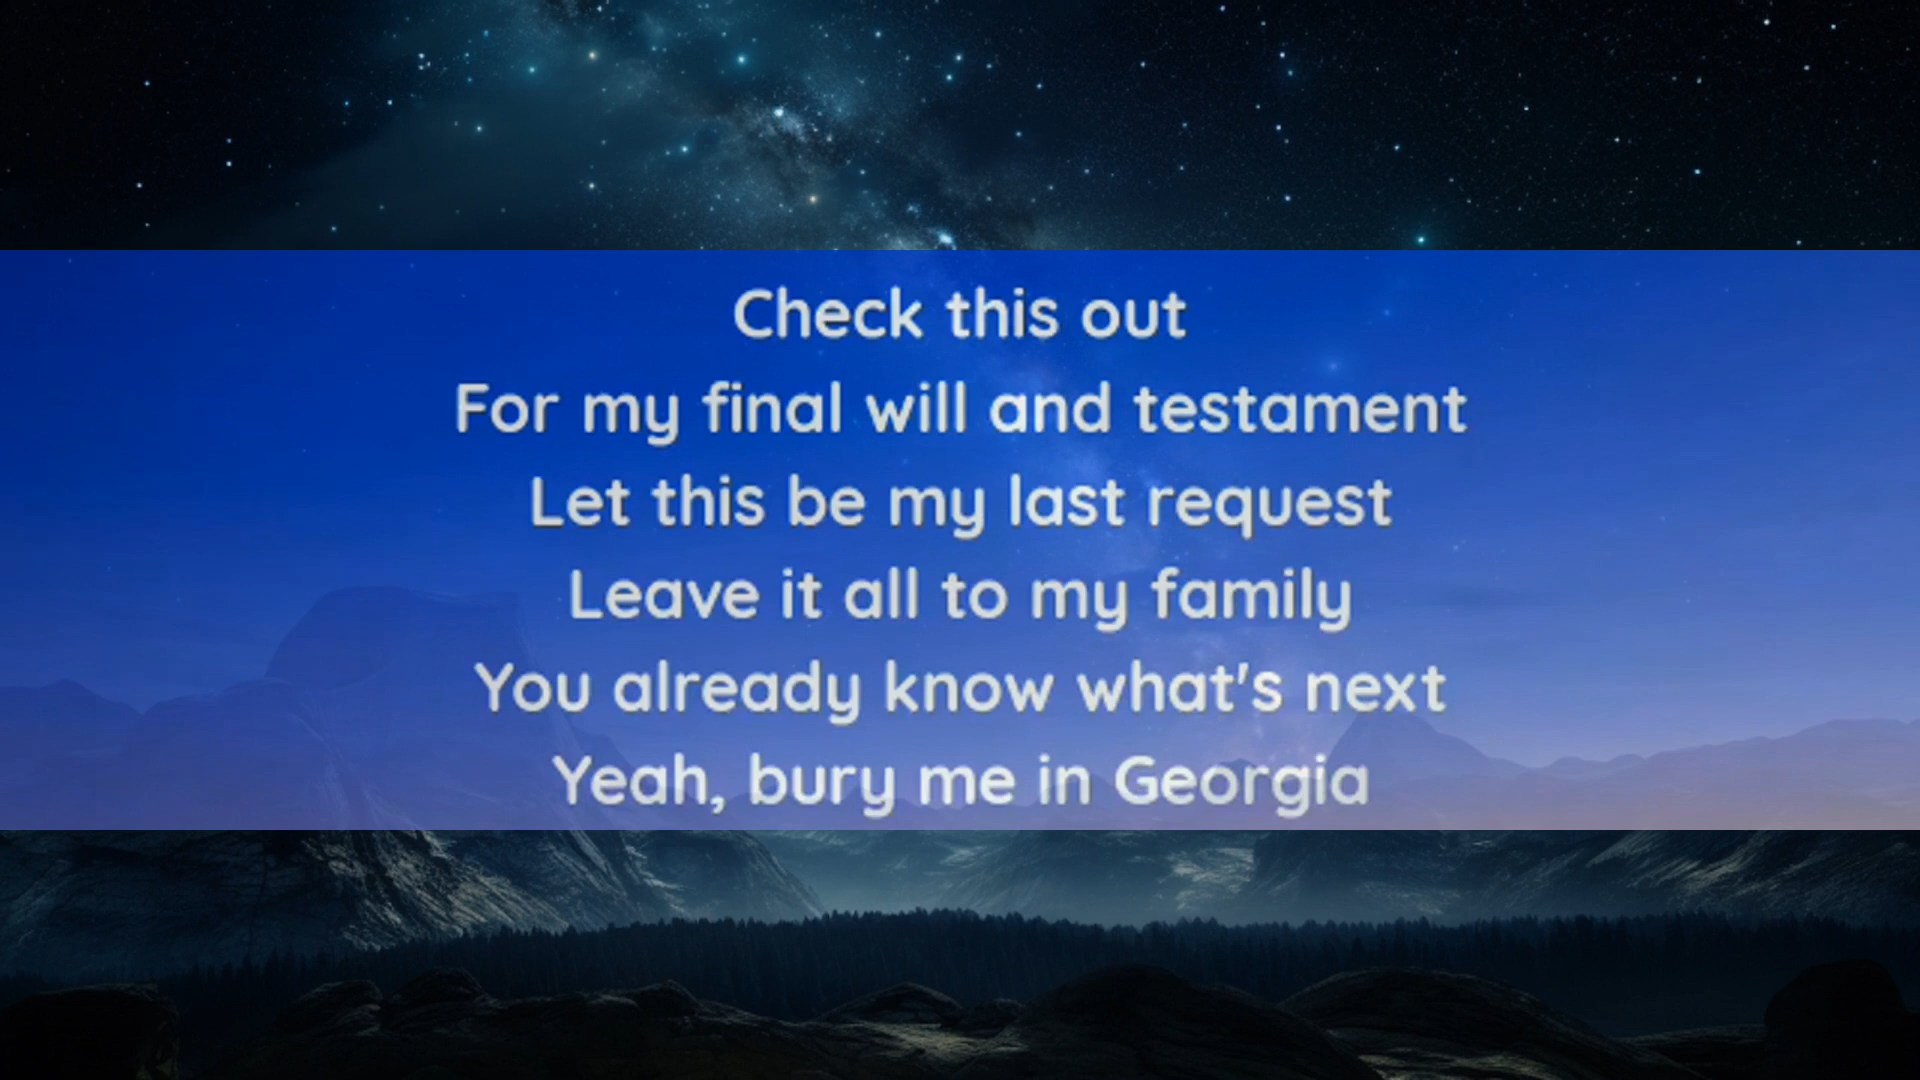 Check this out
For my final will and testament
Let this be my last request
Leave it all to my family
You already know what's next
Yeah, bury me in Georgia